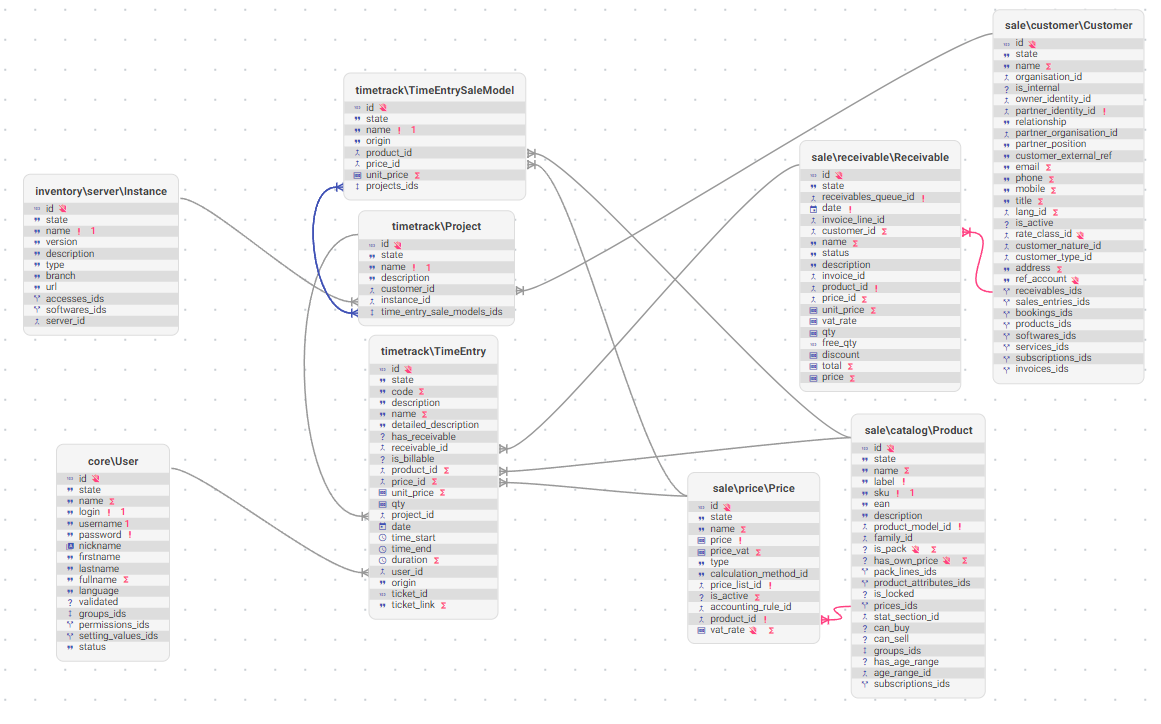 inventory\server\Instance
id
state
name ! 1
version
description
type
branch
url
accesses_ids
softwares_ids
server_id
core\User
id
state
name Σ
login ! 1
username 1
password !
nickname
firstname
lastname
fullname Σ
language
validated
groups_ids
permissions_ids
setting_values_ids
status
timetrack\TimeEntrySaleModel
id
state
name ! 1
origin
product_id
price_id
unit_price Σ
projects_ids
timetrack\Project
id
state
name ! 1
description
customer_id
instance_id
time_entry_sale_models_ids
timetrack\TimeEntry
id
state
code Σ
description
name Σ
detailed_description
has_receivable
receivable_id
is_billable
product_id Σ
price_id Σ
unit_price Σ
qty
project_id
date
time_start
time_end
duration Σ
user_id
origin
ticket_id
ticket_link Σ
sale\price\Price
id
state
name Σ
price !
price_vat Σ
type
calculation_method_id
price_list_id !
is_active Σ
accounting_rule_id
product_id !
vat_rate Σ
sale\receivable\Receivable
id
state
receivables_queue_id !
date !
invoice_line_id
customer_id Σ
name Σ
status
description
invoice_id
product_id !
price_id Σ
unit_price Σ
vat_rate
qty
free_qty
discount
total Σ
price Σ
sale\catalog\Product
id
state
name Σ
label !
sku ! 1
ean
description
product_model_id !
family_id
is_pack Σ
has_own_price Σ
pack_lines_ids
product_attributes_ids
is_locked
prices_ids
stat_section_id
can_buy
can_sell
groups_ids
has_age_range
age_range_id
subscriptions_ids
sale\customer\Customer
id
state
name Σ
organisation_id
is_internal
owner_identity_id
partner_identity_id !
relationship
partner_organisation_id
partner_position
customer_external_ref
email Σ
phone Σ
mobile Σ
title Σ
lang_id Σ
is_active
rate_class_id
customer_nature_id
customer_type_id
address Σ
ref_account
receivables_ids
sales_entries_ids
bookings_ids
products_ids
softwares_ids
services_ids
subscriptions_ids
invoices_ids